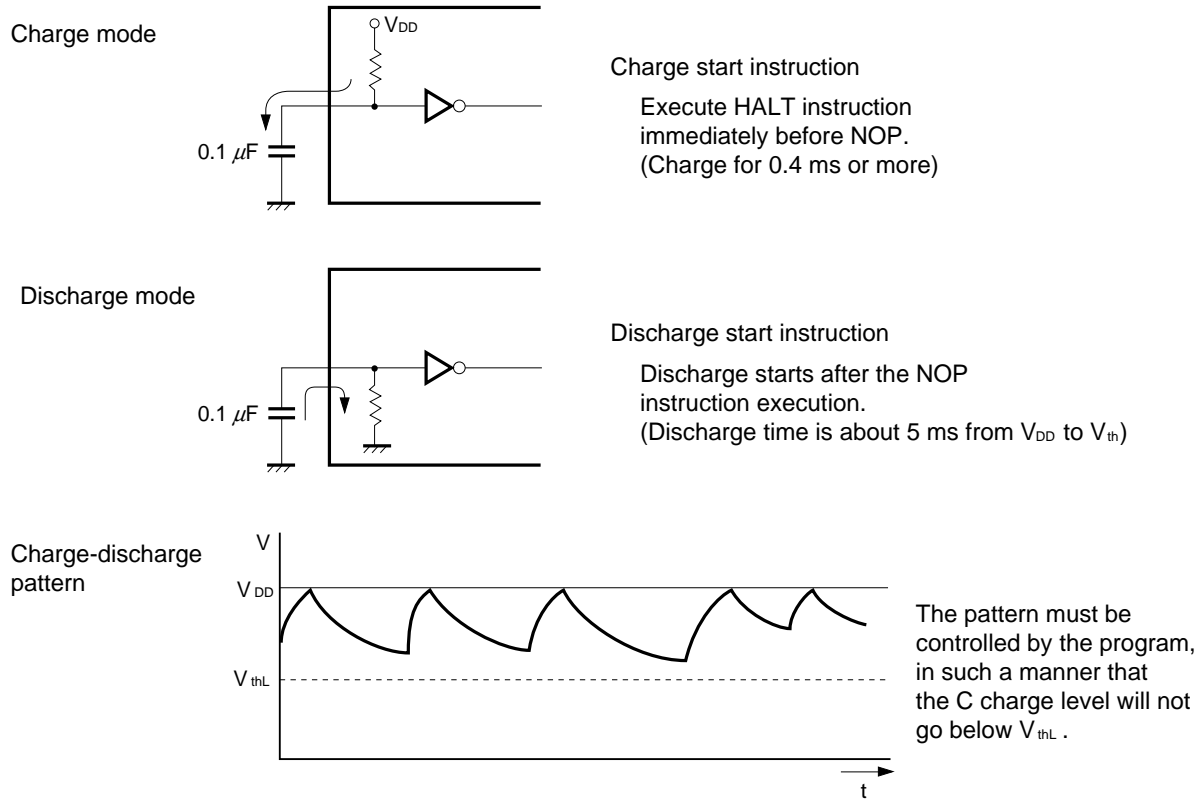 Charge mode
VDD
0.1 μF
Charge start instruction
Execute HALT instruction
immediately before NOP.
(Charge for 0.4 ms or more)
Discharge mode
0.1 μF
Discharge start instruction
Discharge starts after the NOP
instruction execution.
(Discharge time is about 5 ms from VDD to Vth)
Charge-discharge
pattern
V
V DD
V thL
t
The pattern must be
controlled by the program,
in such a manner that
the C charge level will not
go below V thL .